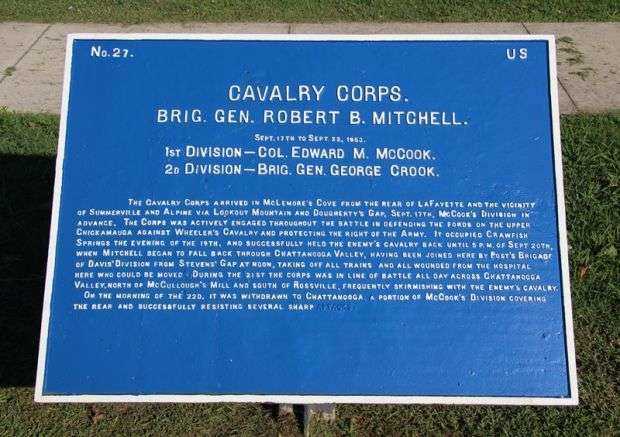 No. 27. US
CAVALRY CORPS.
BRIG. GEN. ROBERT B. MITCHELL.
SEPT. 17TH TO SEPT. 22, 1863.
1ST DIVISION — COL. EDWARD M. MCCOOK.
2D DIVISION — BRIG. GEN. GEORGE CROOK.
THE CAVALRY CORPS ARRIVED IN MCLEMORE'S COVE FROM THE REAR OF LAFAYETTE AND THE VICINITY
OF SUMMERVILLE AND ALPINE VIA LOOKOUT MOUNTAIN AND DOUGHERTY'S GAP, SEPT. 17TH, MCCOOK'S DIVISION IN
ADVANCE. THE CORPS WAS ACTIVELY ENGAGED THROUGHOUT THE BATTLE IN DEFENDING THE FORDS ON THE UPPER
CHICKAMAUGA AGAINST WHEELER'S CAVALRY AND PROTECTING THE RIGHT OF THE ARMY. IT OCCUPIED CRAWFISH
SPRINGS THE EVENING OF THE 19TH, AND SUCCESSFULLY HELD THE ENEMY'S CAVALRY BACK UNTIL 5 P.M. OF SEPT 20TH,
WHEN MITCHELL BEGAN TO FALL BACK THROUGH CHATTANOOGA VALLEY, HAVING BEEN JOINED HERE BY POST'S BRIGADE
OF DAVIS' DIVISION FROM STEVENS' GAP AT NOON, TAKING OFF ALL TRAINS AND ALL WOUNDED FROM THE HOSPITAL
HERE WHO COULD BE MOVED. DURING THE 21ST THE CORPS WAS IN LINE OF BATTLE ALL DAY ACROSS CHATTANOOGA
VALLEY, NORTH OF MCCULLOUGH'S MILL AND SOUTH OF ROSSVILLE, FREQUENTLY SKIRMISHING WITH THE ENEMY'S CAVALRY.
ON THE MORNING OF THE 22D, IT WAS WITHDRAWN TO CHATTANOOGA. A PORTION OF MCCOOK'S DIVISION COVERING
THE REAR AND SUCCESSFULLY RESISTING SEVERAL SHARP